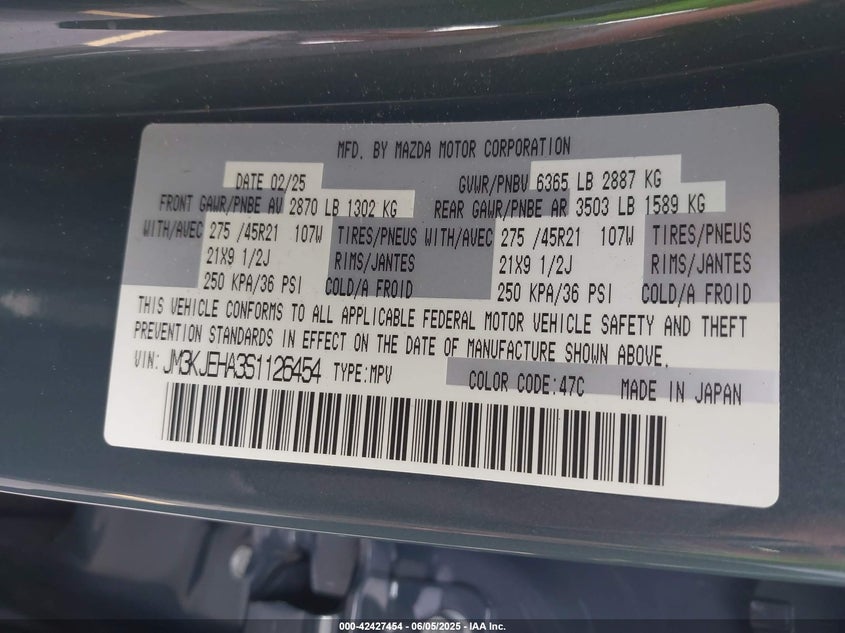 MFD. BY MAZDA MOTOR CORPORATION
DATE 02/25 GVWR/PNBV 6365 LB 2887 KG
FRONT GAWR/PNBE AV 2870 LB 1302 KG REAR GAWR/PNBE AR 3503 LB 1589 KG
WITH/AVEC 275 /45R21 107W TIRES/PNEUS WITH/AVEC 275 /45R21 107W TIRES/PNEUS
21X9 1/2J RIMS/JANTES 21X9 1/2J RIMS/JANTES
250 KPA/36 PSI COLD/A FROID 250 KPA/36 PSI COLD/A FROID
THIS VEHICLE CONFORMS TO ALL APPLICABLE FEDERAL MOTOR VEHICLE SAFETY AND THEFT
PREVENTION STANDARDS IN EFFECT ON THE DATE OF MANUFACTURE SHOWN ABOVE.
VIN: JM3KJEHA3S1126454 TYPE:MPV COLOR CODE:47C MADE IN JAPAN
000-42427454 - 06/05/2025 - IAA Inc.